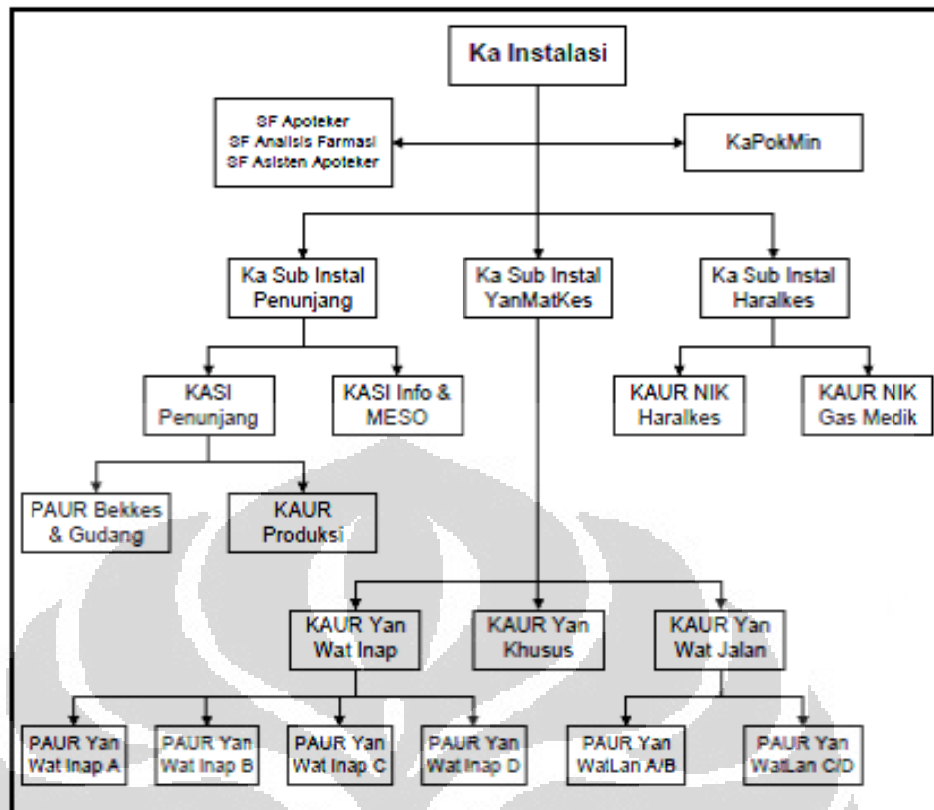 Ka Instalasi
SF Apoteker
SF Analisis Farmasi
SF Asisten Apoteker
KaPokMin
Ka Sub Instal
Penunjang
Ka Sub Instal
YanMatKes
Ka Sub Instal
Haralkes
KASI
Penunjang
KASI Info &
MESO
KAUR NIK
Haralkes
KAUR NIK
Gas Medik
PAUR Bekkes
& Gudang
KAUR
Produksi
KAUR Yan
Wat Inap
KAUR Yan
Khusus
KAUR Yan
Wat Jalan
PAUR Yan
Wat Inap A
PAUR Yan
Wat Inap B
PAUR Yan
Wat Inap C
PAUR Yan
Wat Inap D
PAUR Yan
WatLan A/B
PAUR Yan
WatLan C/D